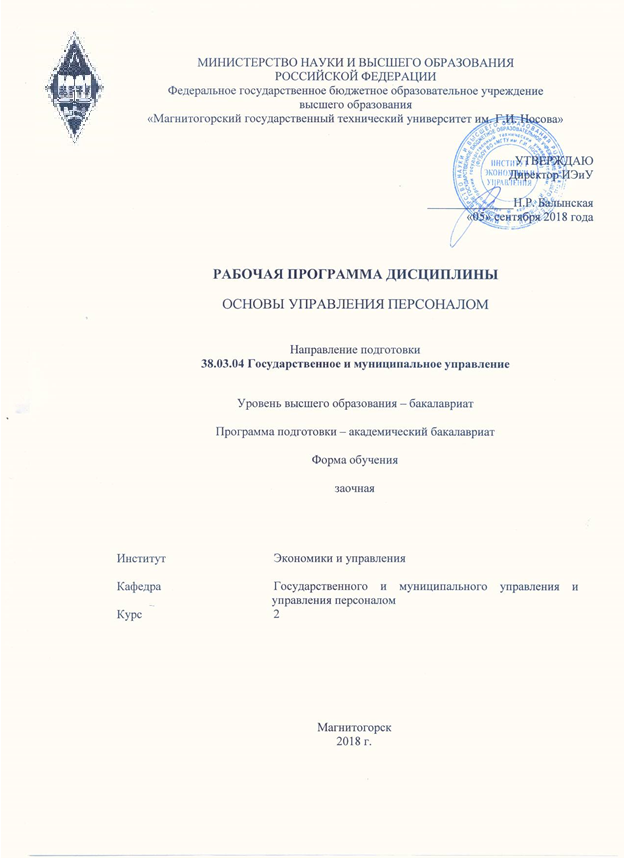 МИНИСТЕРСТВО НАУКИ И ВЫСШЕГО ОБРАЗОВАНИЯ
РОССИЙСКОЙ ФЕДЕРАЦИИ
Федеральное государственное бюджетное образовательное учреждение
высшего образования
«Магнитогорский государственный технический университет им. Г.И. Носова»
УТВЕРЖДАЮ
Директор ИЭиУ
Н.Р. Балынская
«05» сентября 2018 года
ИНСТИТУТ
ЭКОНОМИКИ И
УПРАВЛЕНИЯ
РАБОЧАЯ ПРОГРАММА ДИСЦИПЛИНЫ
ОСНОВЫ УПРАВЛЕНИЯ ПЕРСОНАЛОМ
Направление подготовки
38.03.04 Государственное и муниципальное управление
Уровень высшего образования – бакалавриат
Программа подготовки – академический бакалавриат
Форма обучения
заочная
Институт Экономики и управления
Кафедра Государственного и муниципального управления и
управления персоналом
Курс 2
Магнитогорск
2018 г.